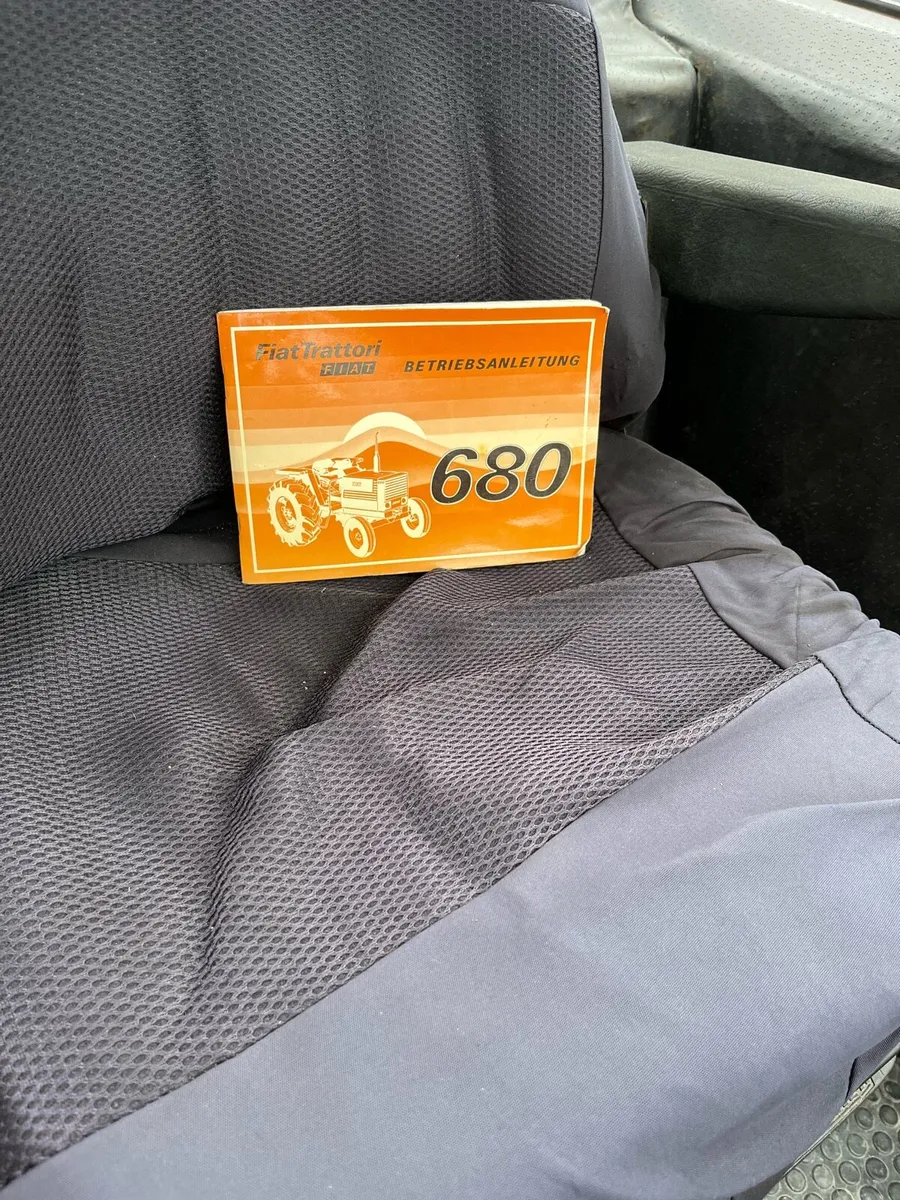 FiatTrattori
FIAT
BETRIEBSANLEITUNG
680